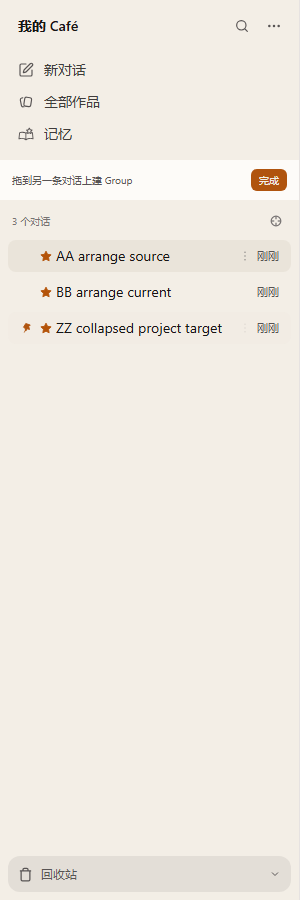 我的 Café
新对话
全部作品
记忆
拖到另一条对话上建 Group
完成
3 个对话
AA arrange source 刚刚
BB arrange current 刚刚
ZZ collapsed project target 刚刚
回收站